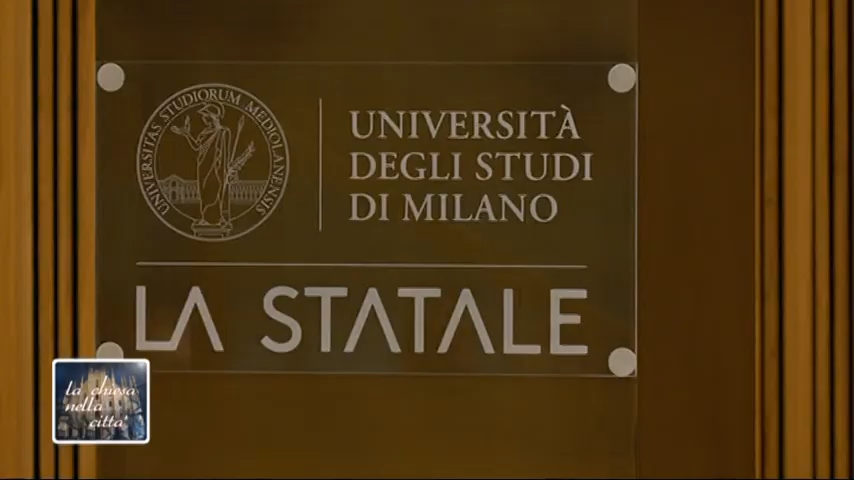 UNIVERSITAS STUDIORUM MEDIOLANENSIS
UNIVERSITÀ
DEGLI STUDI
DI MILANO
LA STATALE
la chiesa
nella
città